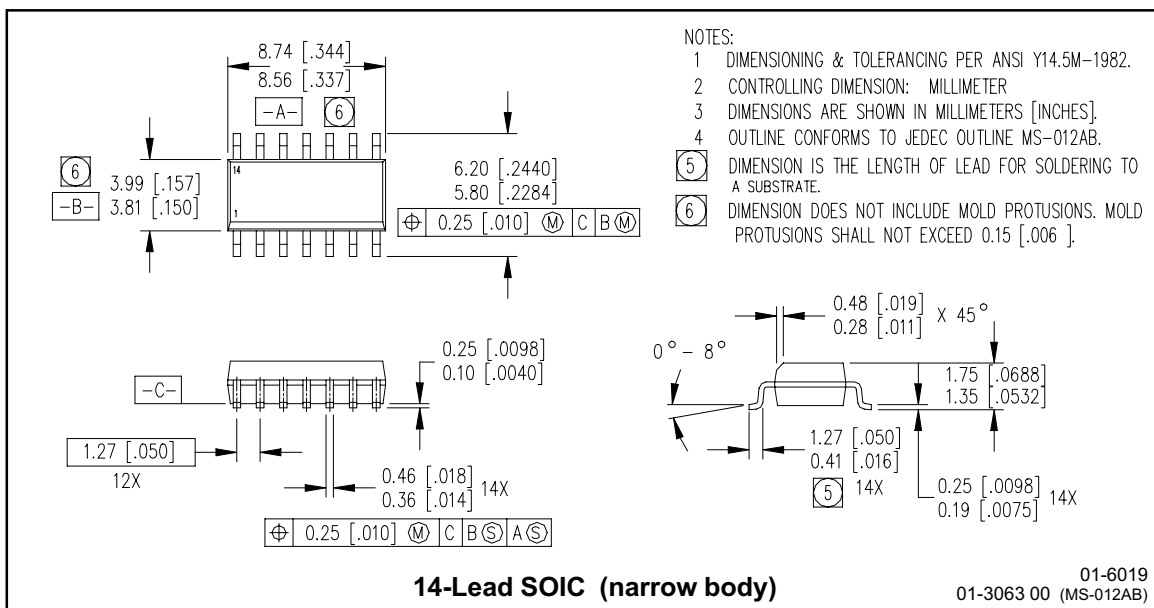 8.74 [.344]
8.56 [.337]
-A- 6
6
3.99 [.157]
3.81 [.150]
-B-
14
1
6.20 [.2440]
5.80 [.2284]
⌖ 0.25 [.010] Ⓜ C B Ⓜ
NOTES:
1 DIMENSIONING & TOLERANCING PER ANSI Y14.5M-1982.
2 CONTROLLING DIMENSION: MILLIMETER
3 DIMENSIONS ARE SHOWN IN MILLIMETERS [INCHES].
4 OUTLINE CONFORMS TO JEDEC OUTLINE MS-012AB.
5 DIMENSION IS THE LENGTH OF LEAD FOR SOLDERING TO
A SUBSTRATE.
6 DIMENSION DOES NOT INCLUDE MOLD PROTUSIONS. MOLD
PROTUSIONS SHALL NOT EXCEED 0.15 [.006 ].
-C-
0.25 [.0098]
0.10 [.0040]
1.27 [.050]
12X
0.46 [.018]
0.36 [.014] 14X
⌖ 0.25 [.010] Ⓜ C B Ⓢ A Ⓢ
0.48 [.019]
0.28 [.011] X 45°
0°-8°
1.75 [.0688]
1.35 [.0532]
1.27 [.050]
0.41 [.016]
5 14X
0.25 [.0098]
0.19 [.0075] 14X
14-Lead SOIC (narrow body)
01-6019
01-3063 00 (MS-012AB)